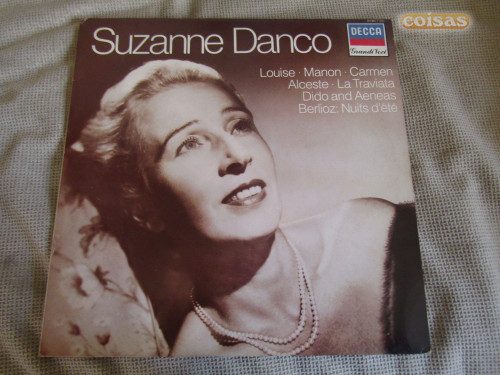 coisas
Suzanne Danco
DECCA
Grandi Voci
Louise · Manon · Carmen
Alceste · La Traviata
Dido and Aeneas
Berlioz: Nuits d'été